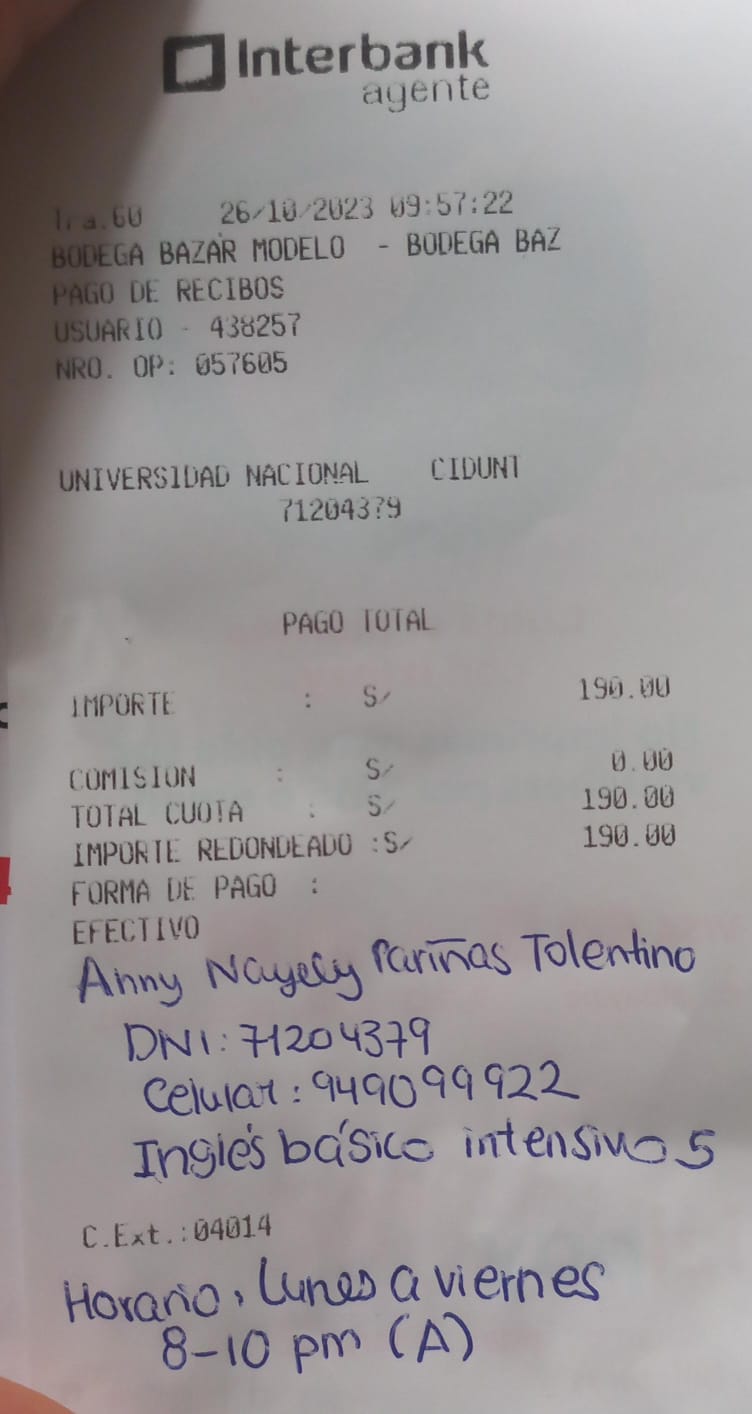 Interbank
agente
Tra.60 26/10/2023 09:57:22
BODEGA BAZAR MODELO - BODEGA BAZ
PAGO DE RECIBOS
USUARIO - 438257
NRO. OP: 057605
UNIVERSIDAD NACIONAL CIDUNT
71204379
PAGO TOTAL
IMPORTE : S/ 190.00
COMISION : S/ 0.00
TOTAL CUOTA : S/ 190.00
IMPORTE REDONDEADO :S/ 190.00
FORMA DE PAGO :
EFECTIVO
Anny Nayely Pariñas Tolentino
DNI: 71204379
Celular: 949099922
Inglés básico intensivo 5
C.Ext.:04014
Horario, lunes a viernes
8-10 pm (A)